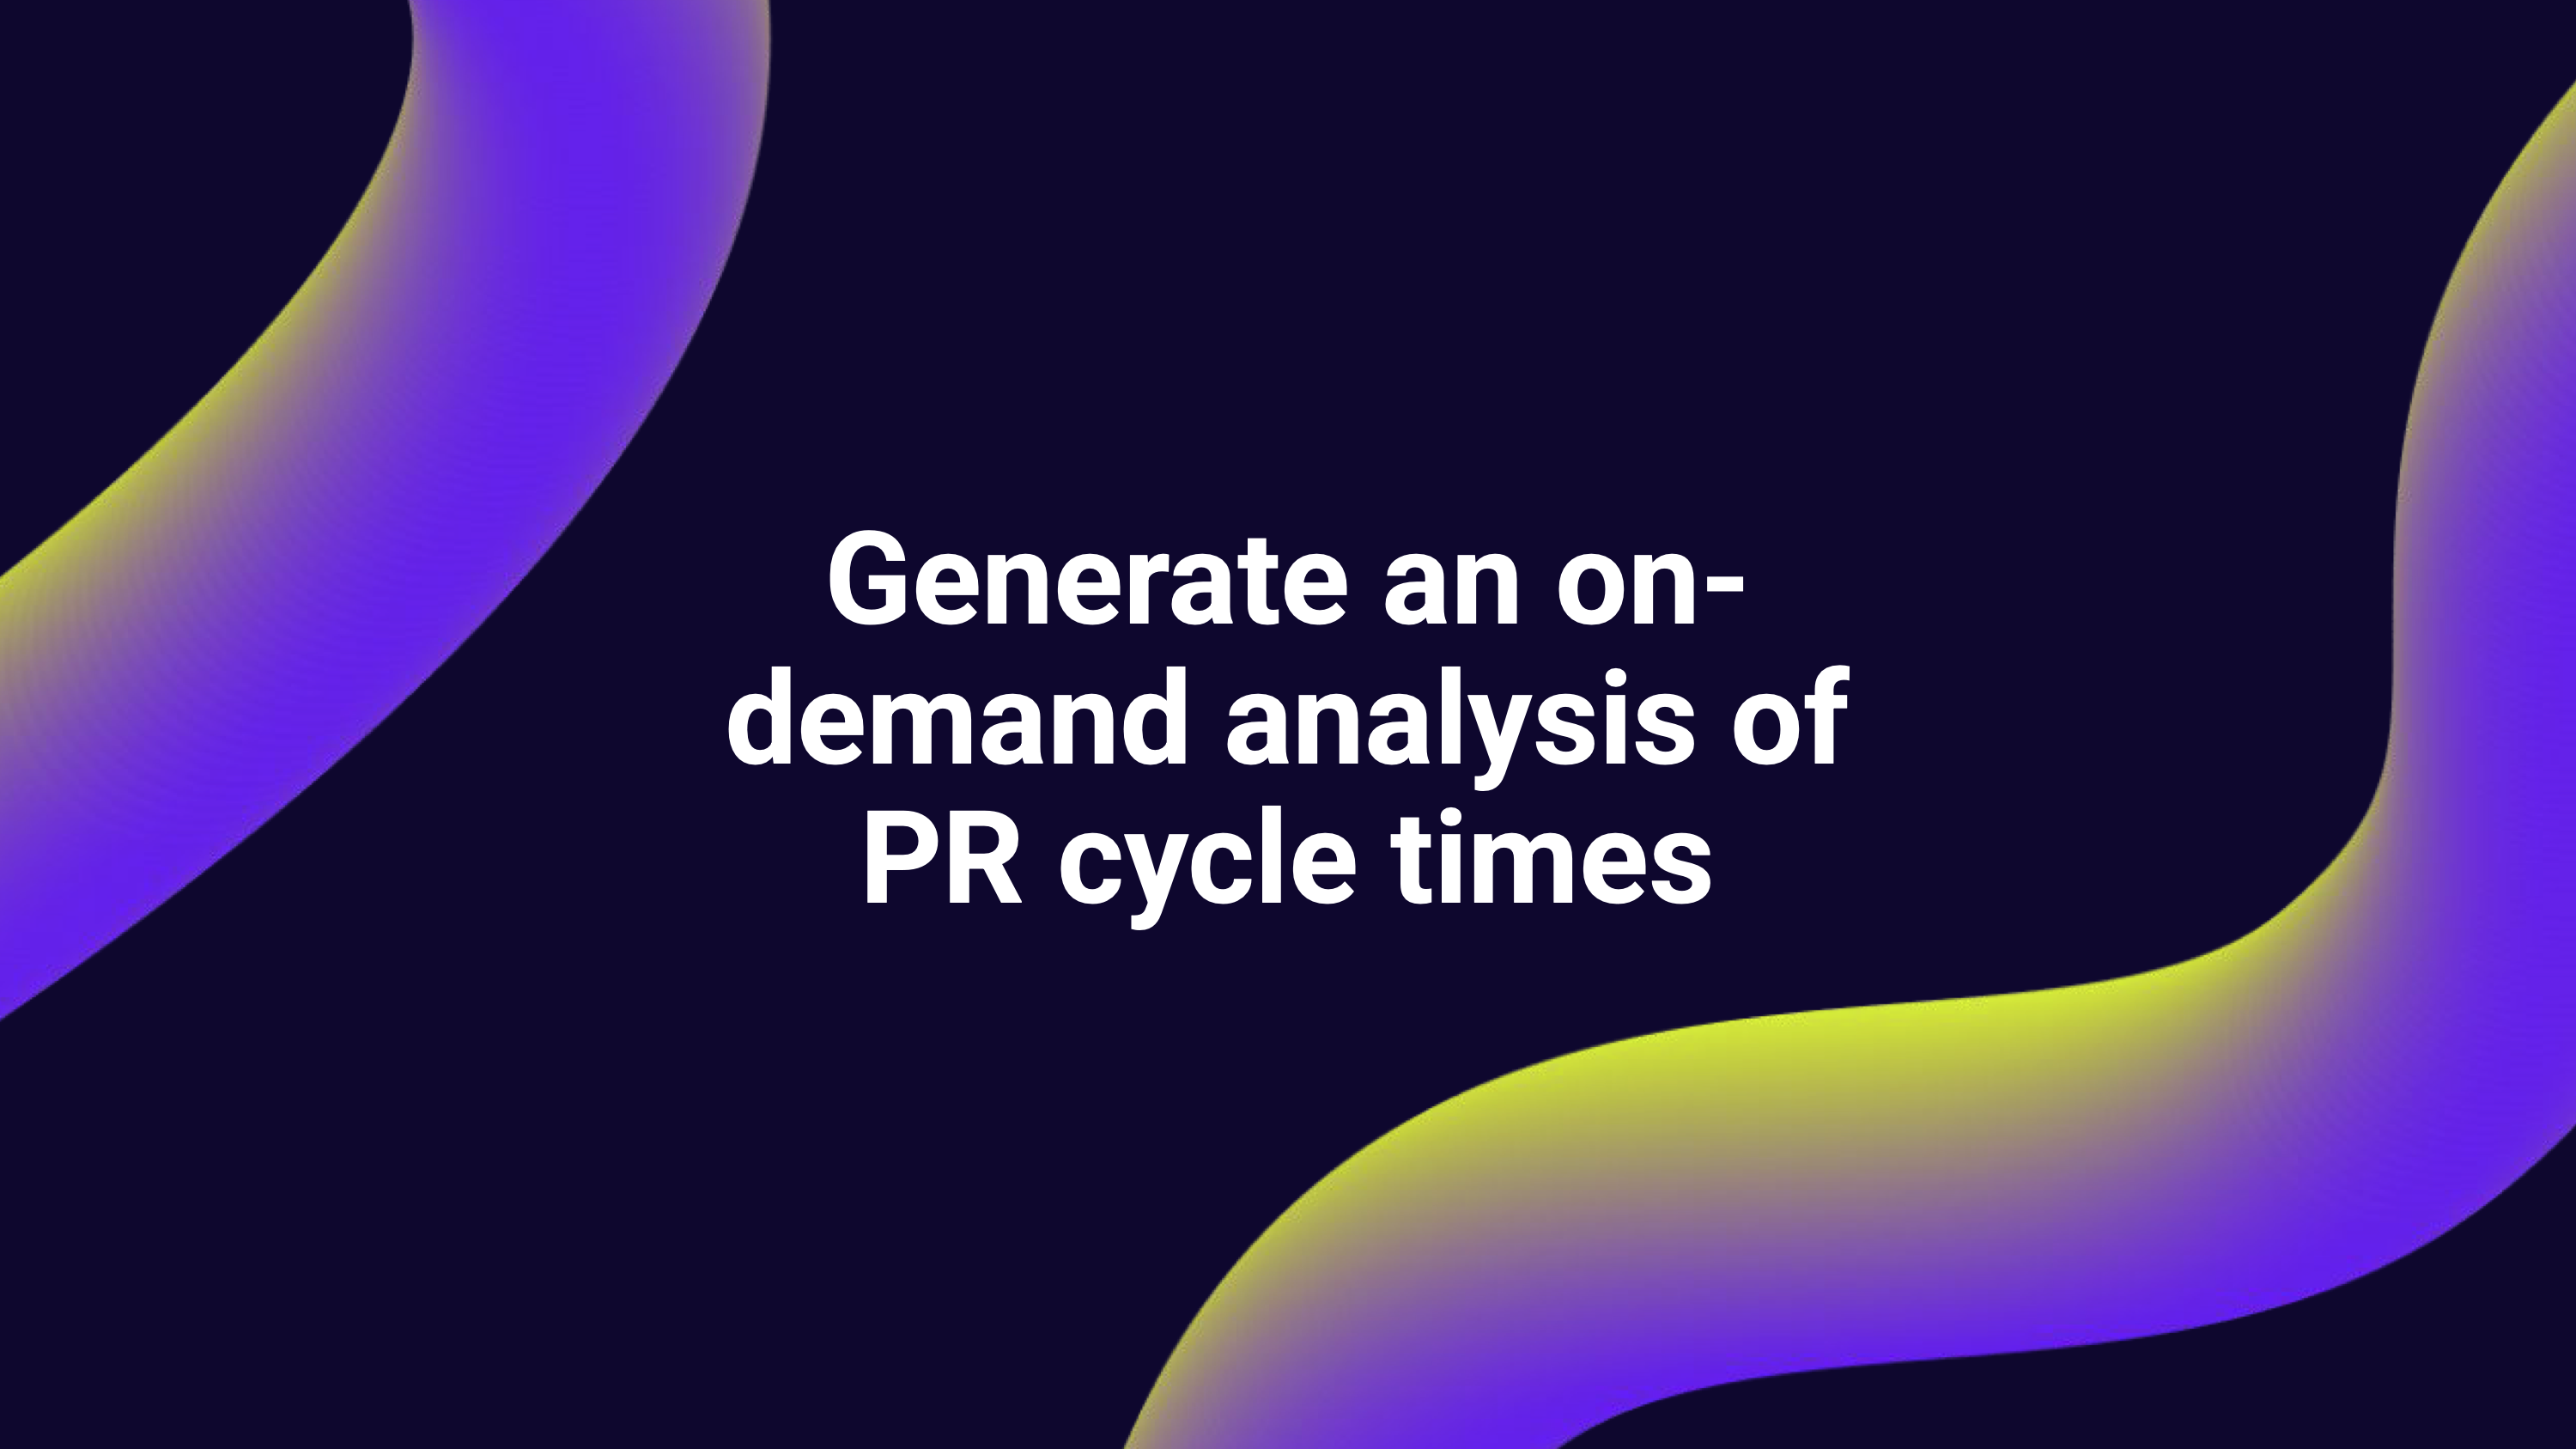 Generate an on-
demand analysis of
PR cycle times